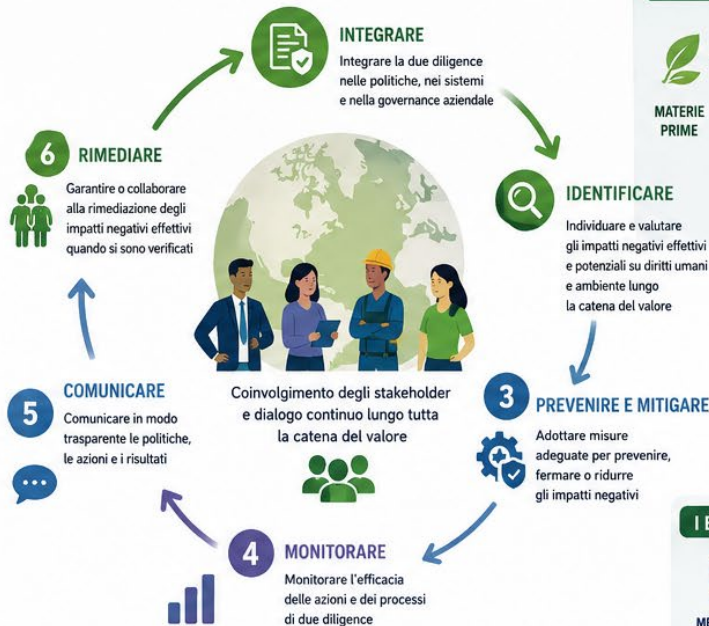 INTEGRARE
Integrare la due diligence
nelle politiche, nei sistemi
e nella governance aziendale
IDENTIFICARE
Individuare e valutare
gli impatti negativi effettivi
e potenziali su diritti umani
e ambiente lungo
la catena del valore
3
PREVENIRE E MITIGARE
Adottare misure
adeguate per prevenire,
fermare o ridurre
gli impatti negativi
4
MONITORARE
Monitorare l'efficacia
delle azioni e dei processi
di due diligence
5
COMUNICARE
Comunicare in modo
trasparente le politiche,
le azioni e i risultati
6
RIMEDIARE
Garantire o collaborare
alla rimediazione degli
impatti negativi effettivi
quando si sono verificati
Coinvolgimento degli stakeholder
e dialogo continuo lungo tutta
la catena del valore
MATERIE
PRIME
I